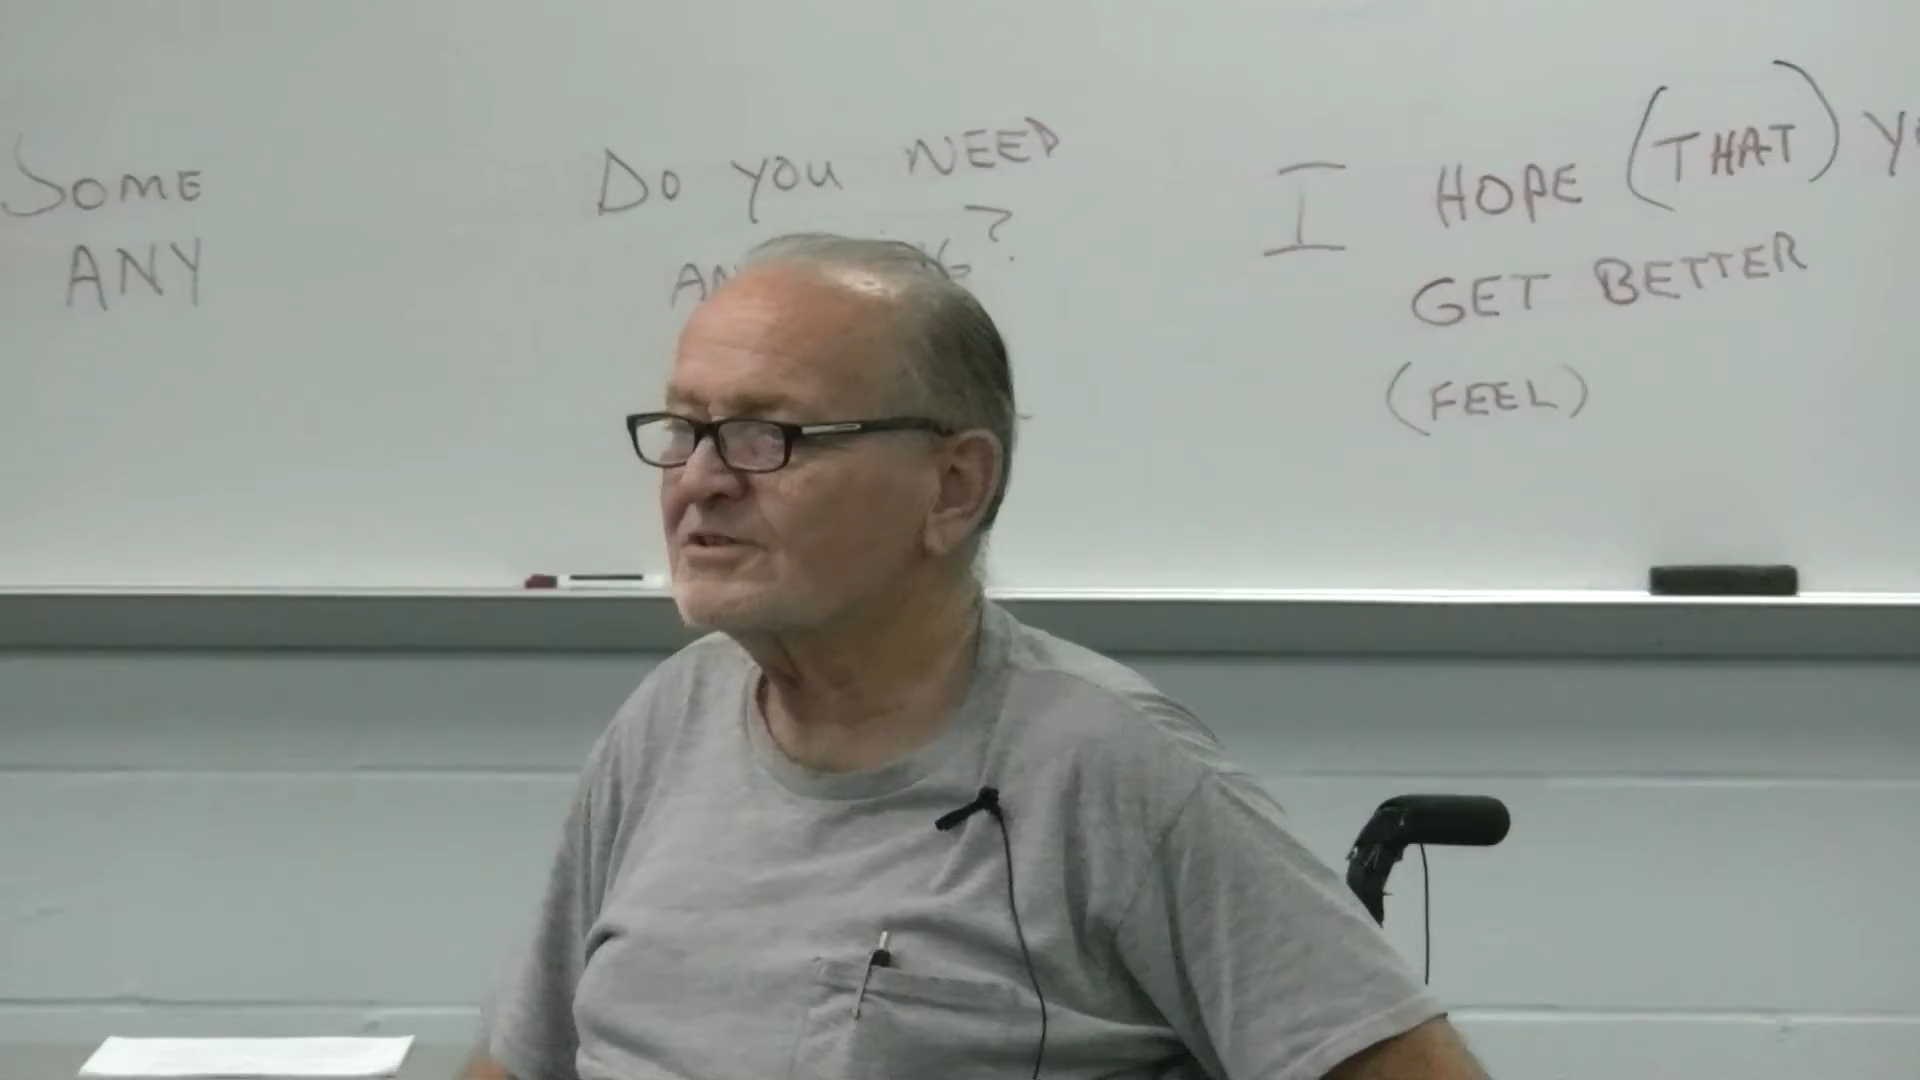 SOME
ANY
DO YOU NEED
?
I HOPE (THAT)
GET BETTER
(FEEL)